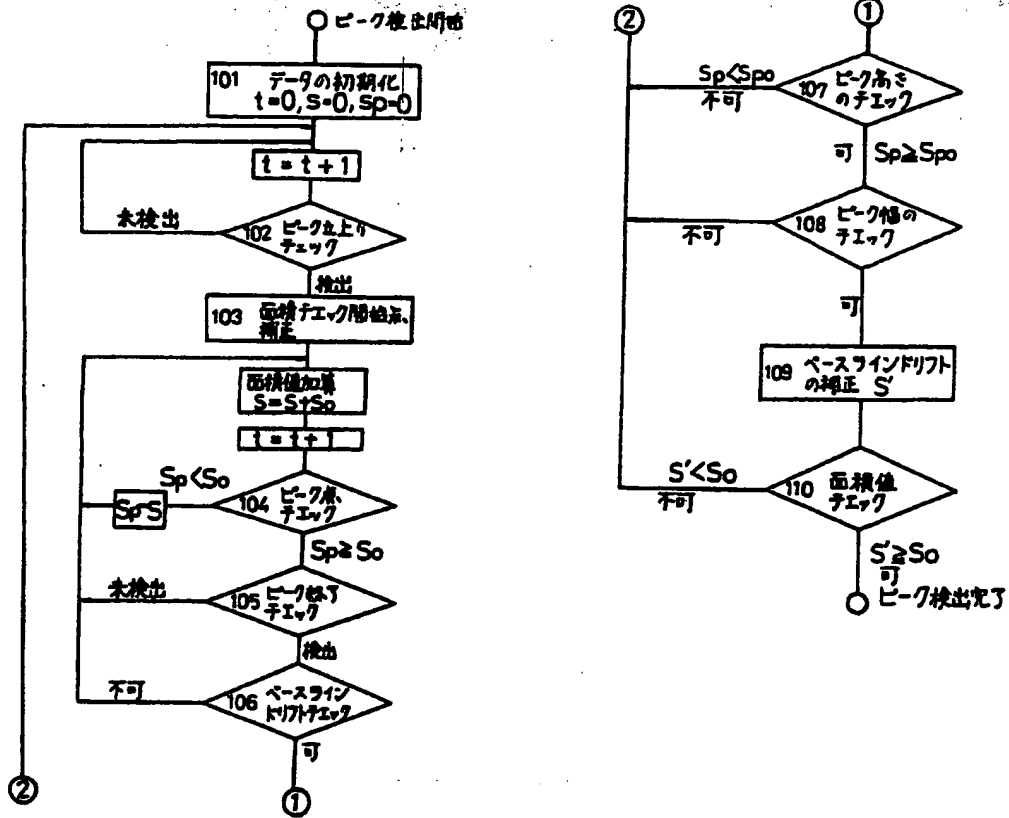 ピーク検出開始
101 データの初期化
t=0, S=0, Sp=0
t = t + 1
未検出
102 ピーク立上り
チェック
検出
103 面積チェック開始点、
補正
面積値加算
S=S+So
t = t + 1
Sp<So
Sp=S
104 ピーク点、
チェック
Sp≧So
未検出
105 ピーク終了
チェック
検出
不可
106 ベースライン
ドリフトチェック
可
②
①
②
①
Sp<Spo
不可
107 ピーク高さ
のチェック
可 Sp≧Spo
不可
108 ピーク幅の
チェック
可
109 ベースラインドリフト
の補正 S'
S'<So
不可
110 面積値
チェック
S'≧So
可
ピーク検出完了